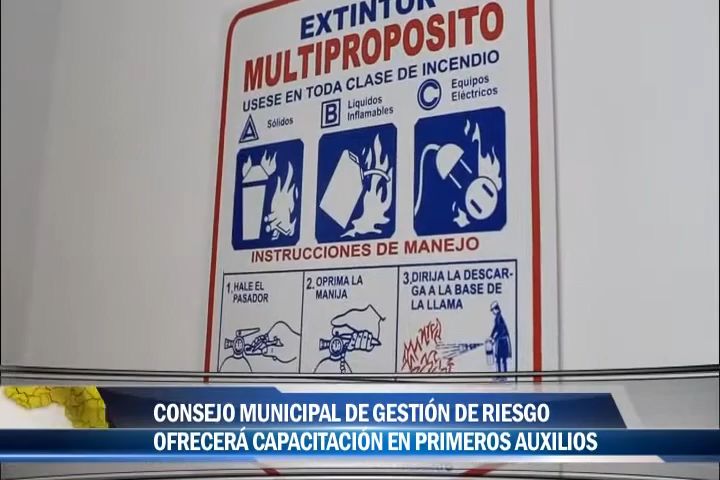 EXTINTOR
MULTIPROPOSITO
USESE EN TODA CLASE DE INCENDIO
A Sólidos
B Líquidos
Inflamables
C Equipos
Eléctricos
INSTRUCCIONES DE MANEJO
1. HALE EL
PASADOR
2. OPRIMA LA
MANIJA
3. DIRIJA LA DESCAR-
GA A LA BASE DE
LA LLAMA
CONSEJO MUNICIPAL DE GESTIÓN DE RIESGO
OFRECERÁ CAPACITACIÓN EN PRIMEROS AUXILIOS